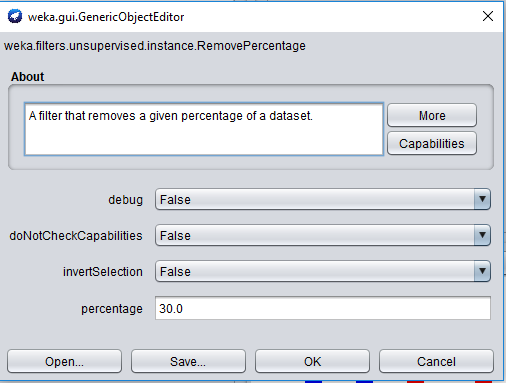 weka.gui.GenericObjectEditor
weka.filters.unsupervised.instance.RemovePercentage
About
A filter that removes a given percentage of a dataset.
More
Capabilities
debug False
doNotCheckCapabilities False
invertSelection False
percentage 30.0
Open... Save... OK Cancel